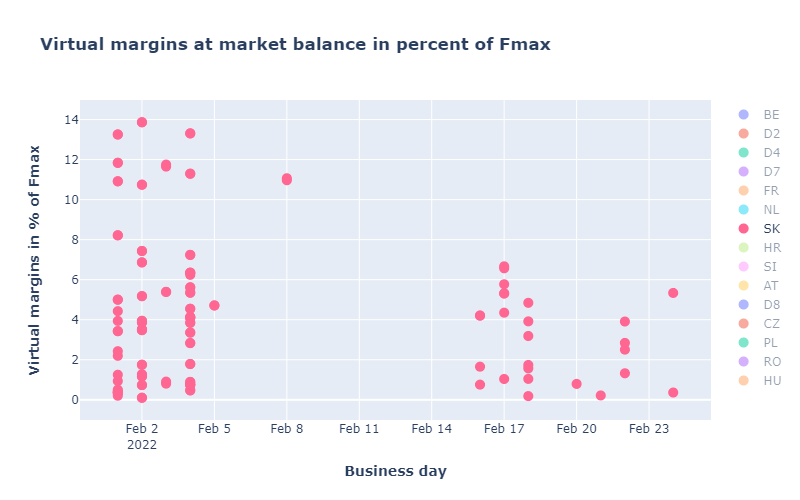 Virtual margins at market balance in percent of Fmax
Virtual margins in % of Fmax
14
12
10
8
6
4
2
0
Feb 2
2022
Feb 5
Feb 8
Feb 11
Feb 14
Feb 17
Feb 20
Feb 23
Business day
BE
D2
D4
D7
FR
NL
SK
HR
SI
AT
D8
CZ
PL
RO
HU